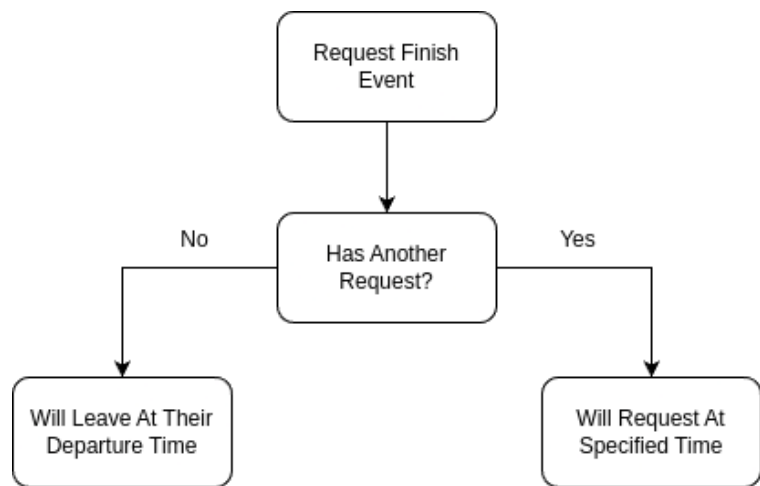 Request Finish
Event
No
Yes
Has Another
Request?
Will Leave At Their
Departure Time
Will Request At
Specified Time